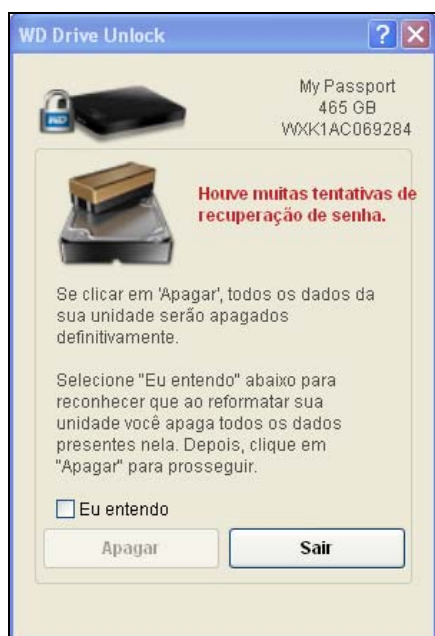 WD Drive Unlock
My Passport
465 GB
WXK1AC069284
WD
Houve muitas tentativas de
recuperação de senha.
Se clicar em 'Apagar', todos os dados da
sua unidade serão apagados
definitivamente.
Selecione "Eu entendo" abaixo para
reconhecer que ao reformatar sua
unidade você apaga todos os dados
presentes nela. Depois, clique em
"Apagar" para prosseguir.
Eu entendo
Apagar
Sair